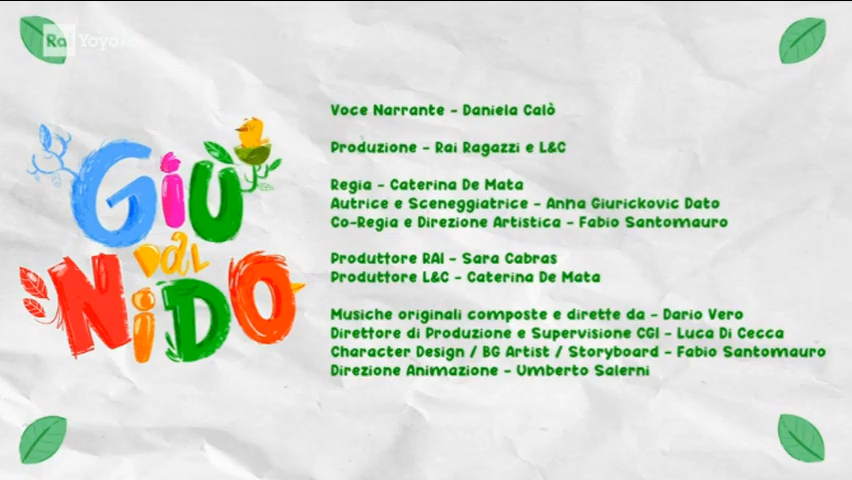 Rai Yoyo
GIÙ
dal
NiDO
Voce Narrante - Daniela Calò
Produzione - Rai Ragazzi e L&C
Regia - Caterina De Mata
Autrice e Sceneggiatrice - Anna Giurickovic Dato
Co-Regia e Direzione Artistica - Fabio Santomauro
Produttore RAI - Sara Cabras
Produttore L&C - Caterina De Mata
Musiche originali composte e dirette da - Dario Vero
Direttore di Produzione e Supervisione CGI - Luca Di Cecca
Character Design / BG Artist / Storyboard - Fabio Santomauro
Direzione Animazione - Umberto Salerni